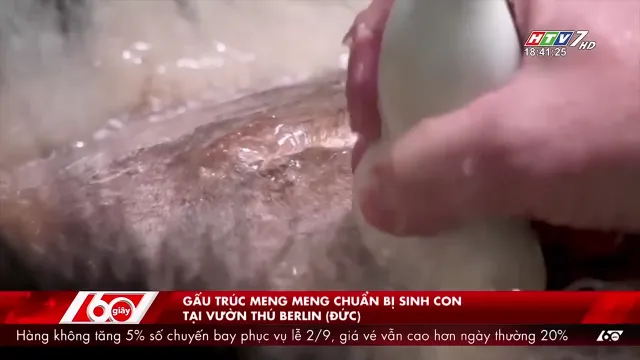 HTV7 HD
18:41:25
60 giây
GẤU TRÚC MENG MENG CHUẨN BỊ SINH CON
TẠI VƯỜN THÚ BERLIN (ĐỨC)
Hàng không tăng 5% số chuyến bay phục vụ lễ 2/9, giá vé vẫn cao hơn ngày thường 20%
60